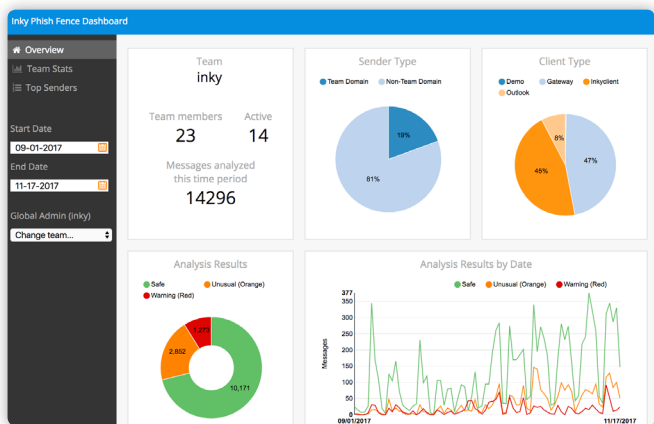 Inky Phish Fence Dashboard
Overview
Team Stats
Top Senders
Start Date
09-01-2017
End Date
11-17-2017
Global Admin (inky)
Change team...
Team
inky
Team members
Active
23
14
Messages analyzed
this time period
14296
Sender Type
Team Domain
Non-Team Domain
19%
81%
Client Type
Demo
Gateway
Inkyclient
Outlook
8%
47%
45%
Analysis Results
Safe
Unusual (Orange)
Warning (Red)
1,273
2,852
10,171
Analysis Results by Date
Safe
Unusual (Orange)
Warning (Red)
Messages
377
350
300
250
200
150
100
50
0
09/01/2017
11/17/2017